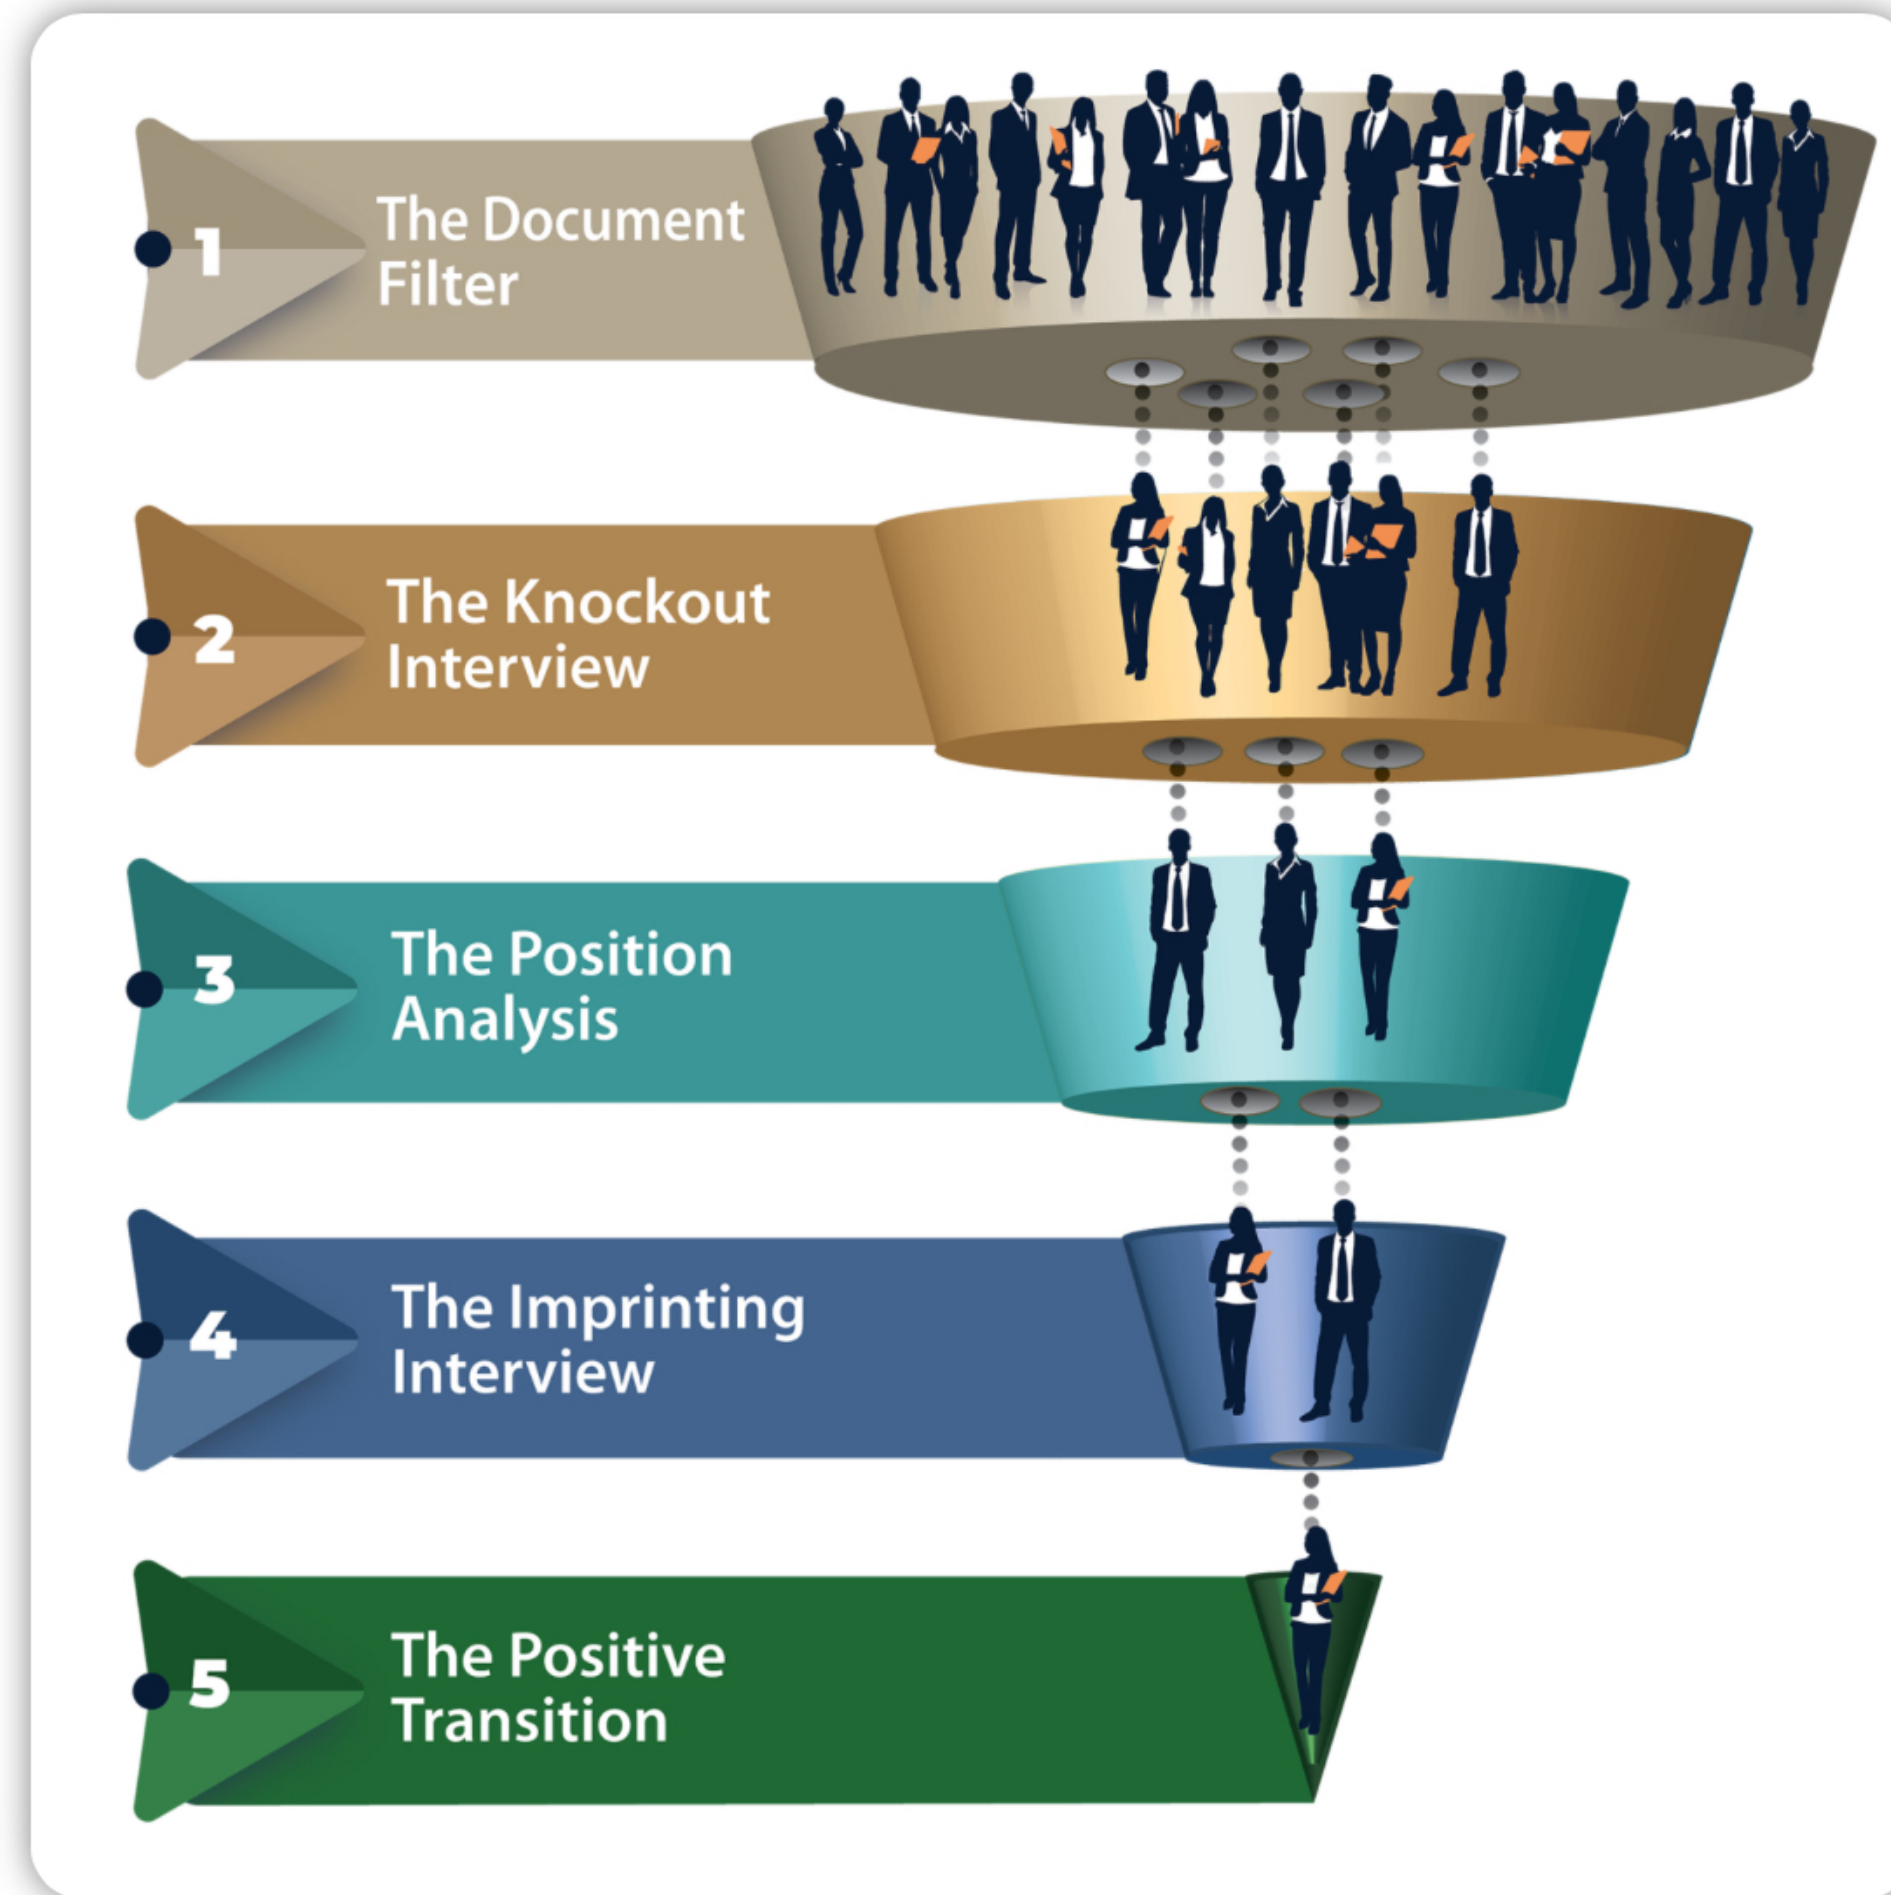 1
The Document
Filter
2
The Knockout
Interview
3
The Position
Analysis
4
The Imprinting
Interview
5
The Positive
Transition